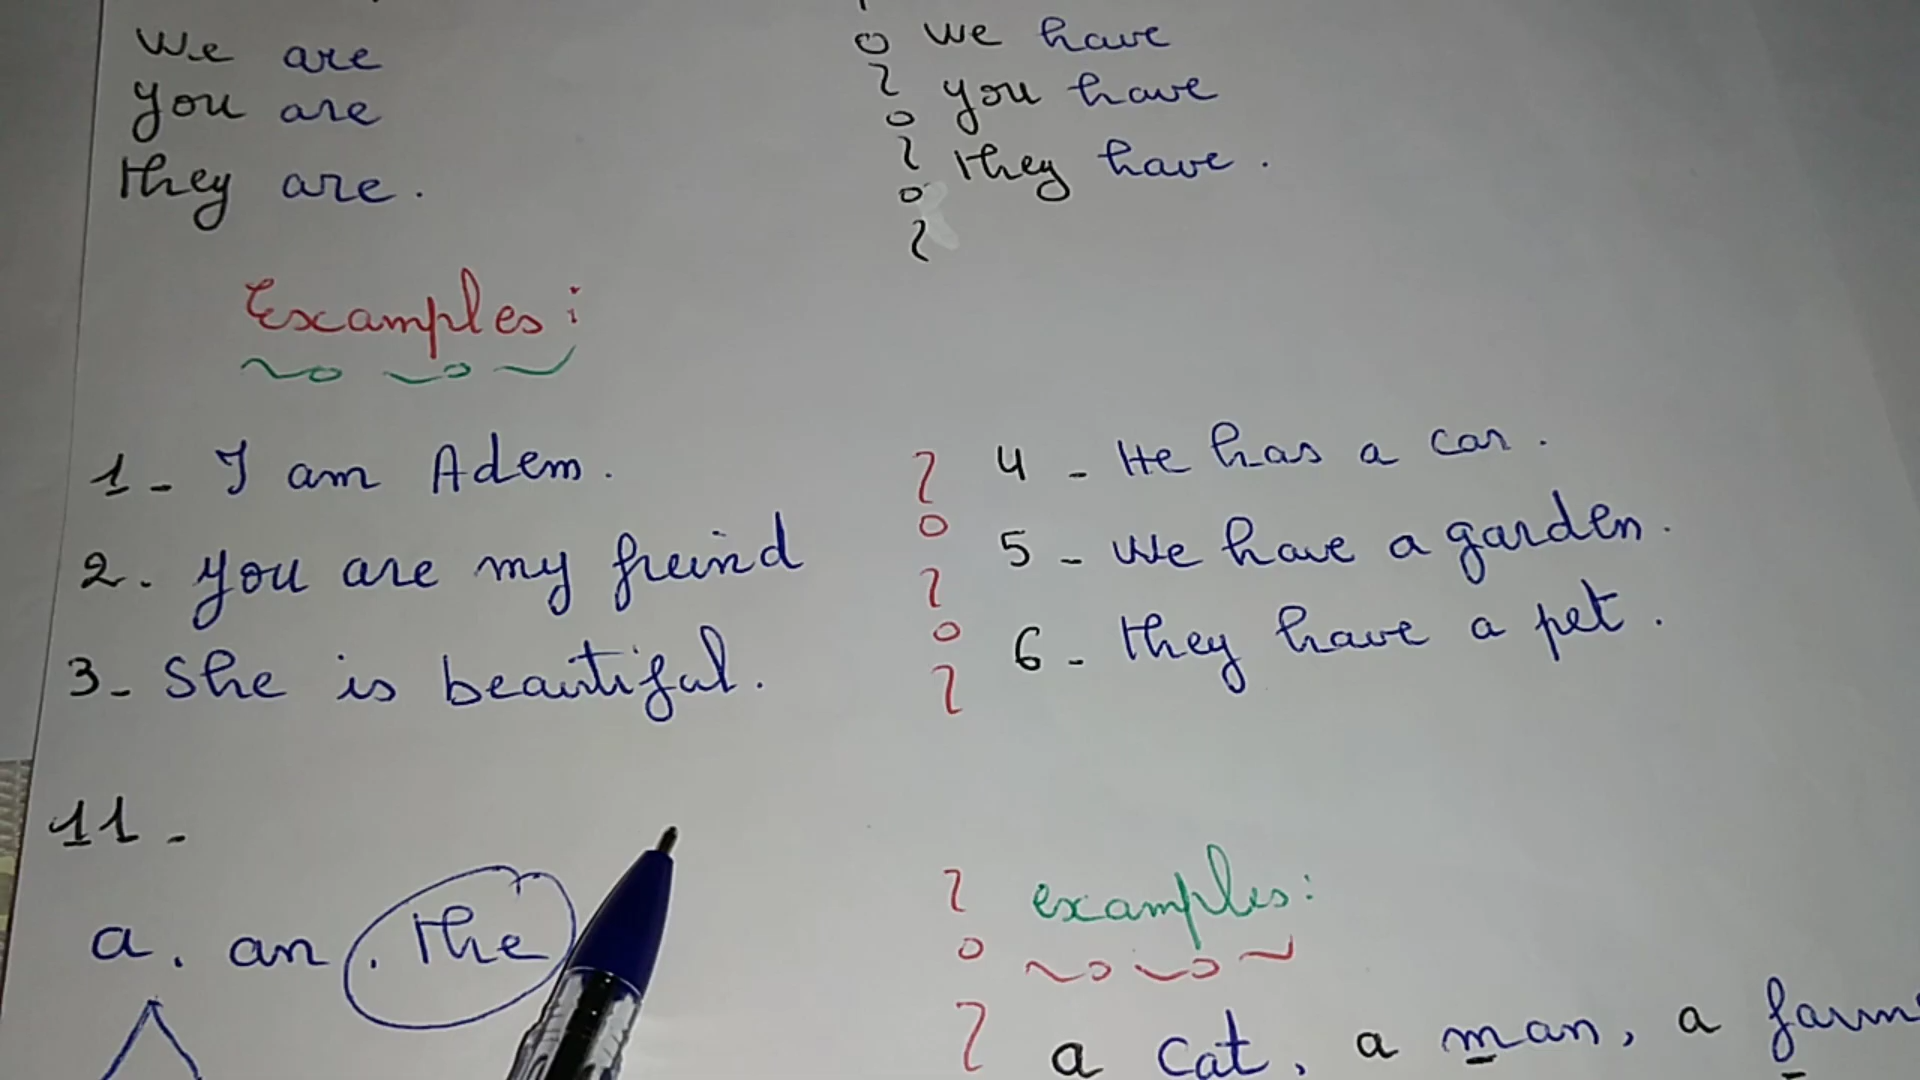 We are
you are
they are.
we have
you have
they have.
Examples:
1- I am Adem.
2. you are my freind
3- She is beautiful.
4 - He has a car.
5 - We have a garden.
6 - they have a pet.
11 -
a. an. the
examples:
a cat, a man, a farm